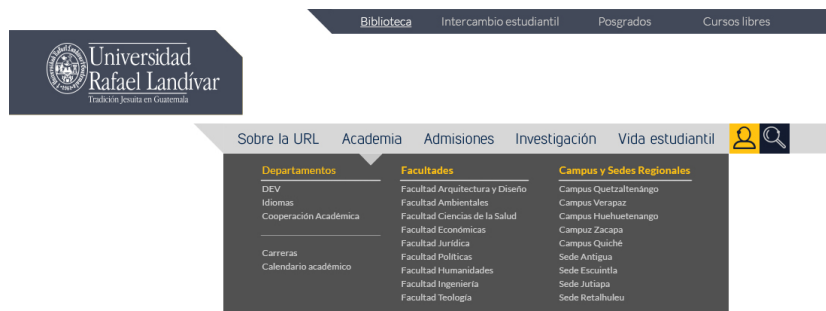 Biblioteca Intercambio estudiantil Posgrados Cursos libres
Universidad
Rafael Landívar
Tradición Jesuita en Guatemala
Sobre la URL Academia Admisiones Investigación Vida estudiantil
Departamentos
DEV
Idiomas
Cooperación Académica
Carreras
Calendario académico
Facultades
Facultad Arquitectura y Diseño
Facultad Ambientales
Facultad Ciencias de la Salud
Facultad Económicas
Facultad Jurídica
Facultad Políticas
Facultad Humanidades
Facultad Ingeniería
Facultad Teología
Campus y Sedes Regionales
Campus Quetzaltenángo
Campus Verapaz
Campus Huehuetenango
Campuz Zacapa
Campus Quiché
Sede Antigua
Sede Escuintla
Sede Jutiapa
Sede Retalhuleu